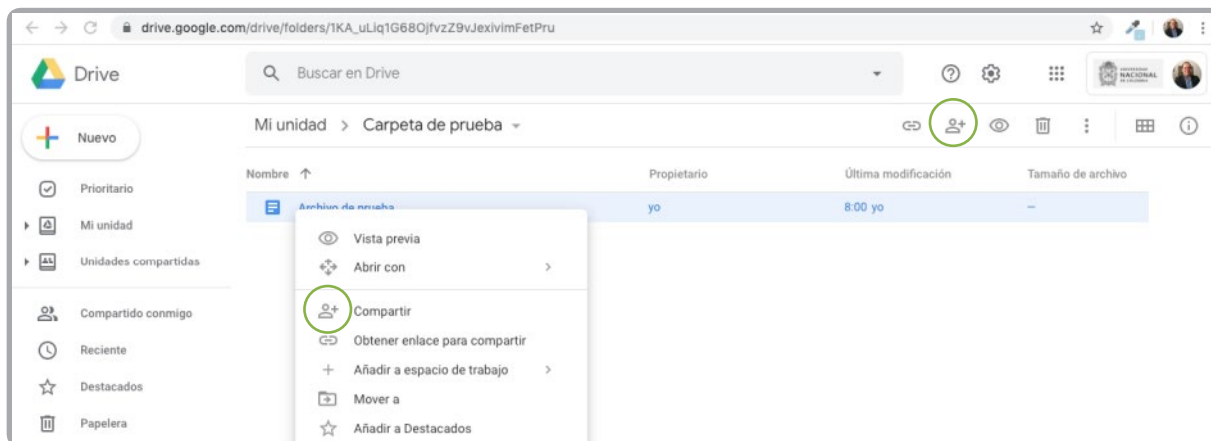 drive.google.com/drive/folders/1KA_uLiq1G68OjfvzZ9vJexivimFetPru
Drive
Buscar en Drive
NACIONAL
Nuevo
Mi unidad > Carpeta de prueba
Nombre Propietario Última modificación Tamaño de archivo
Archivo de prueba yo 8:00 yo —
Prioritario
Mi unidad
Unidades compartidas
Compartido conmigo
Reciente
Destacados
Papelera
Vista previa
Abrir con
Compartir
Obtener enlace para compartir
Añadir a espacio de trabajo
Mover a
Añadir a Destacados